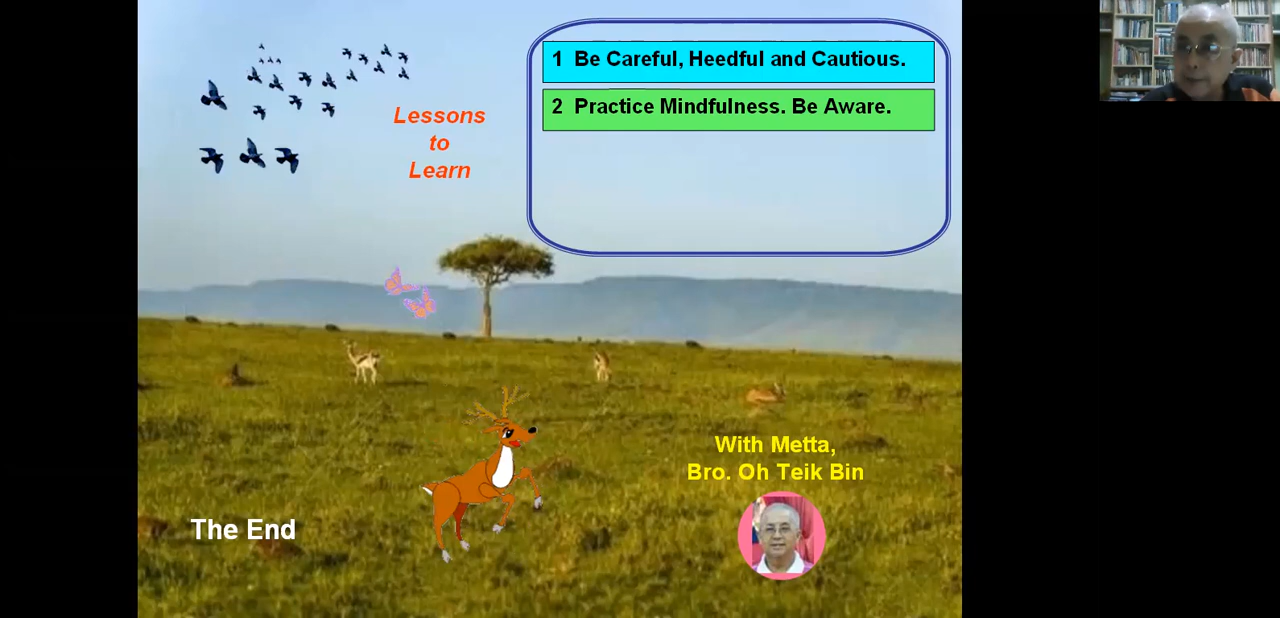 1 Be Careful, Heedful and Cautious.
2 Practice Mindfulness. Be Aware.
Lessons
to
Learn
With Metta,
Bro. Oh Teik Bin
The End